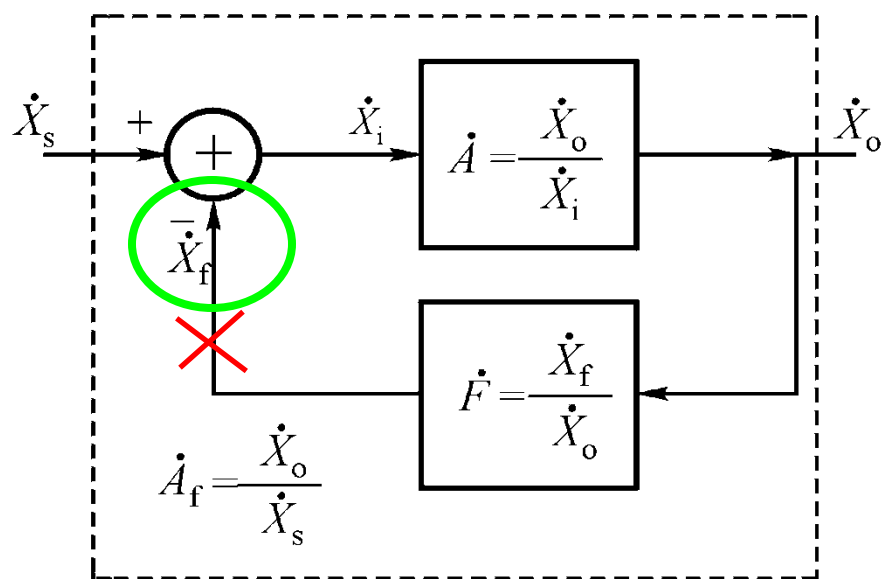 Ẋs + Ẋi Ẋo
+
Ȧ = Ẋo / Ẋi
−
Ẋf
Ḟ = Ẋf / Ẋo
Ȧf = Ẋo / Ẋs